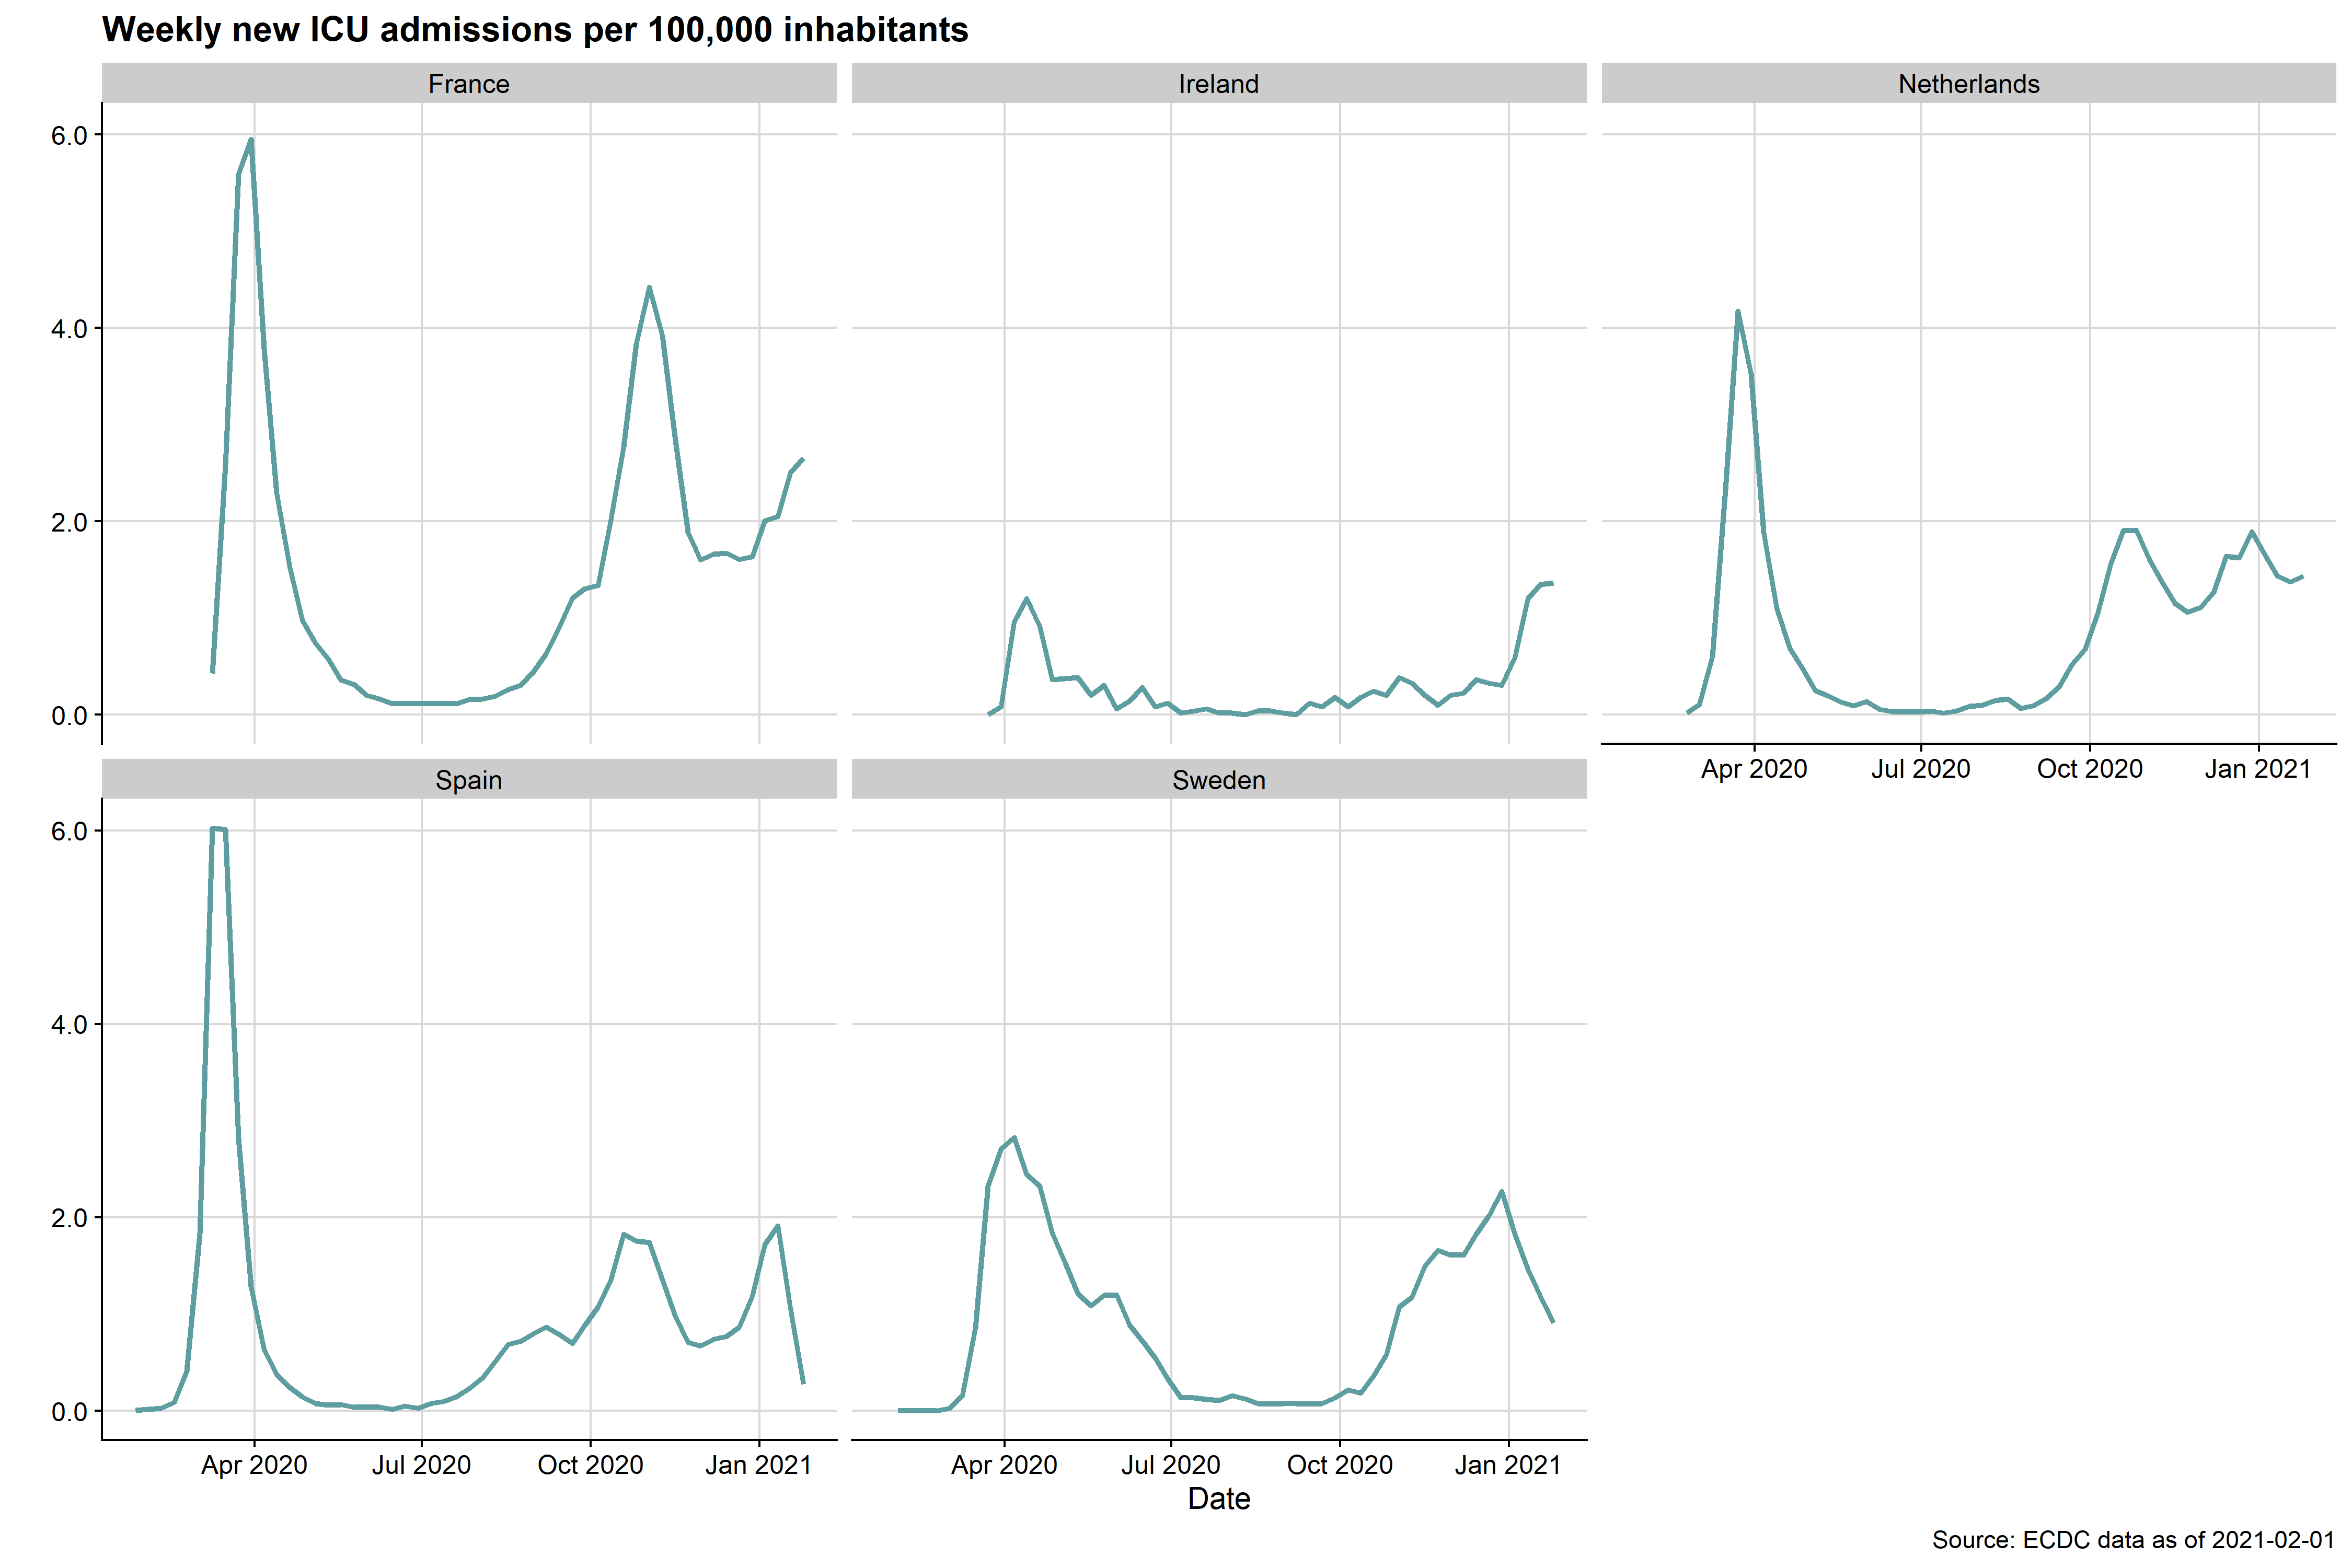 Weekly new ICU admissions per 100,000 inhabitants
France
Ireland
Netherlands
6.0
4.0
2.0
0.0
Apr 2020
Jul 2020
Oct 2020
Jan 2021
Spain
Sweden
6.0
4.0
2.0
0.0
Apr 2020
Jul 2020
Oct 2020
Jan 2021
Apr 2020
Jul 2020
Oct 2020
Jan 2021
Date
Source: ECDC data as of 2021-02-01